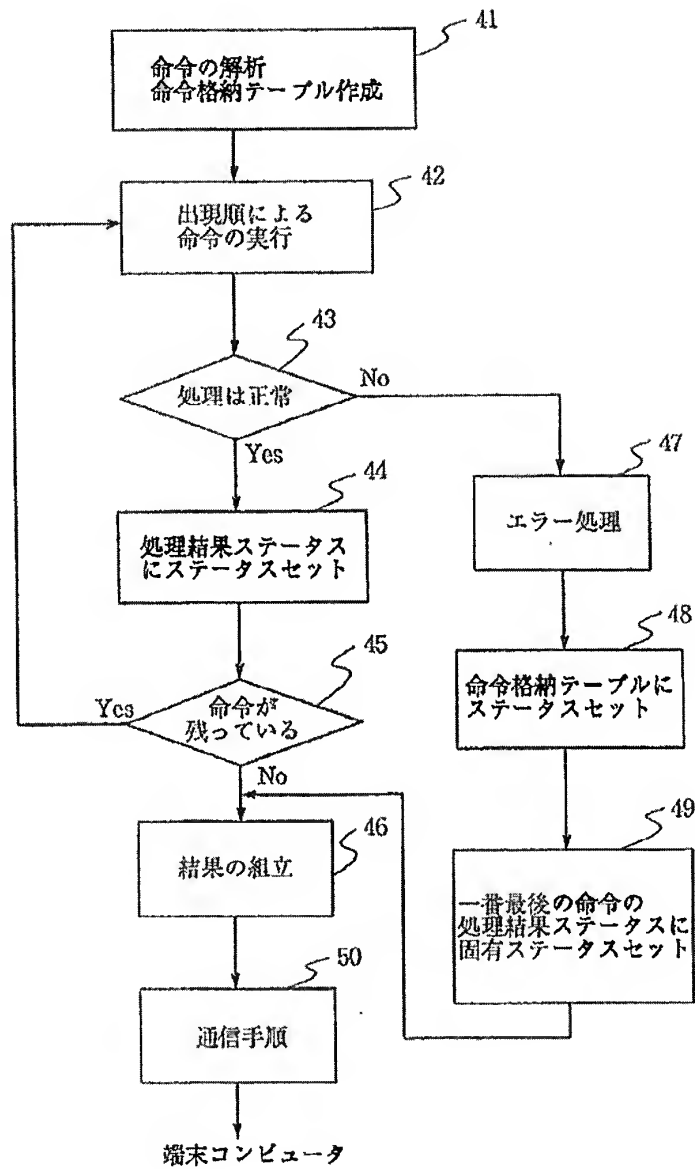 41
命令の解析
命令格納テーブル作成
42
出現順による
命令の実行
43
処理は正常
No
Yes
44
処理結果ステータス
にステータスセット
45
命令が
残っている
Yes
No
46
結果の組立
50
通信手順
端末コンピュータ
47
エラー処理
48
命令格納テーブルに
ステータスセット
49
一番最後の命令の
処理結果ステータスに
固有ステータスセット